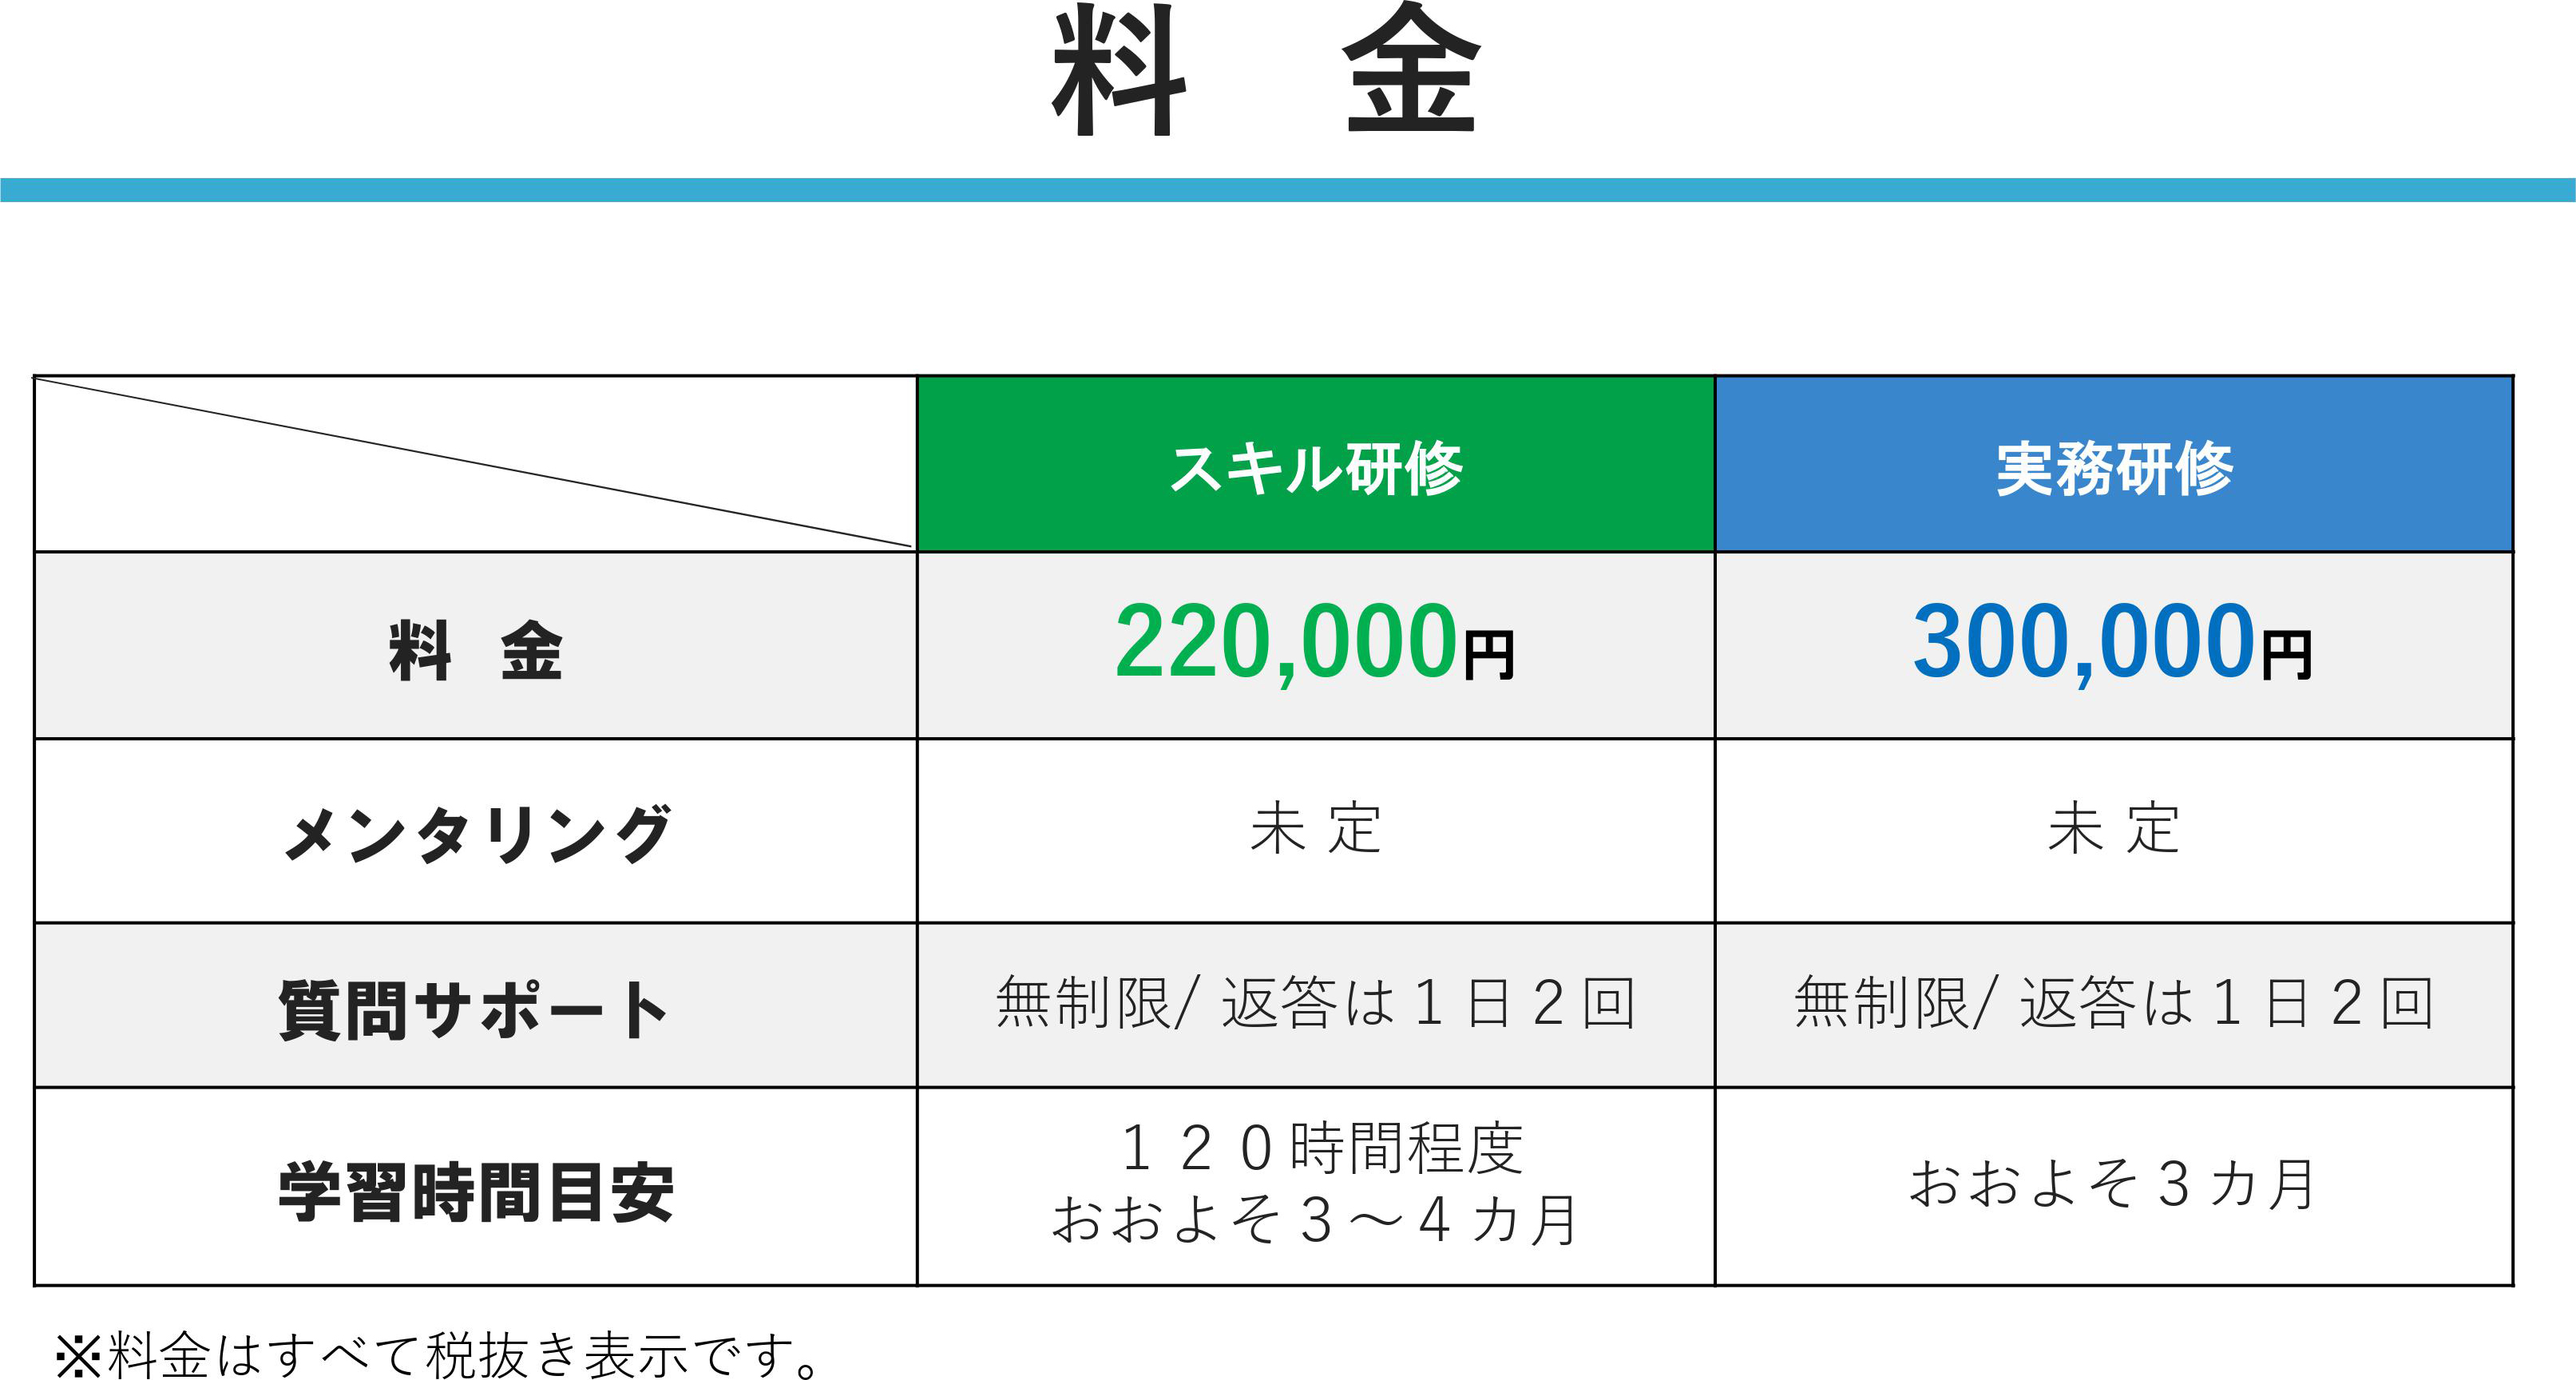 料　金
スキル研修
実務研修
料 金
220,000円
300,000円
メンタリング
未 定
未 定
質問サポート
無制限/ 返答は１日２回
無制限/ 返答は１日２回
学習時間目安
１２０時間程度
おおよそ３～４カ月
おおよそ３カ月
※料金はすべて税抜き表示です。